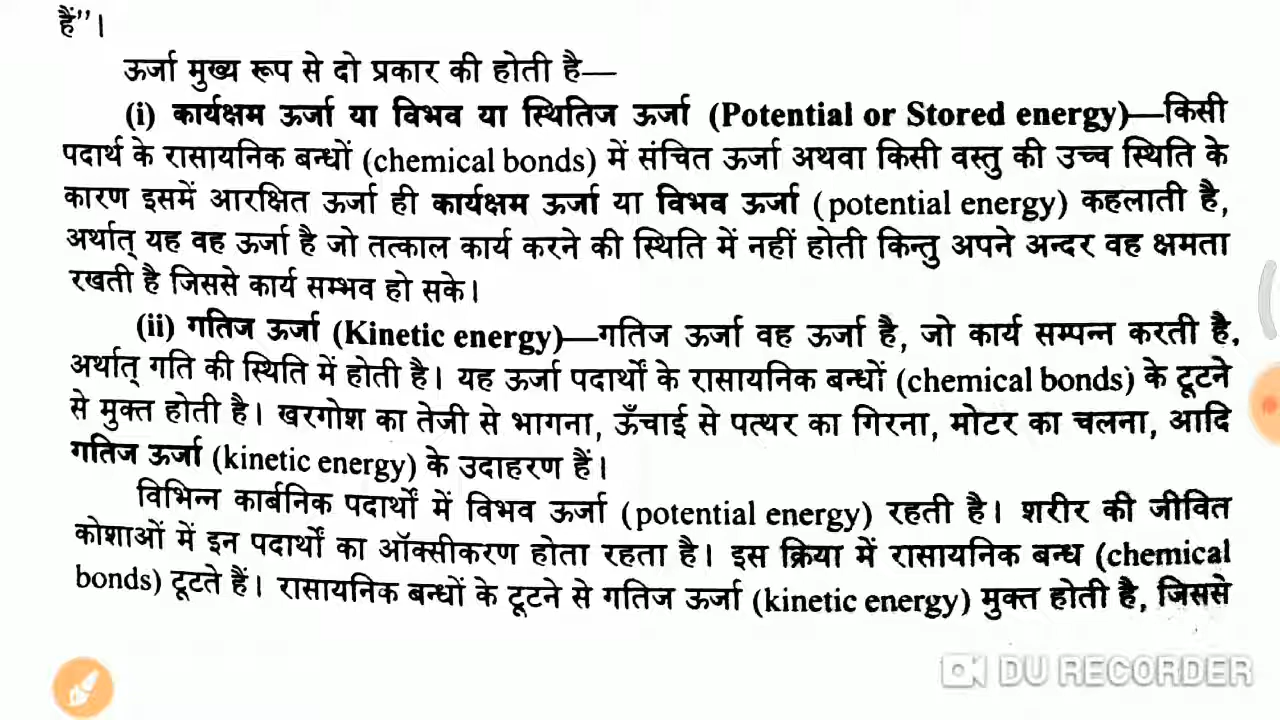 हैं”।
ऊर्जा मुख्य रूप से दो प्रकार की होती है—
(i) कार्यक्षम ऊर्जा या विभव या स्थितिज ऊर्जा (Potential or Stored energy)—किसी
पदार्थ के रासायनिक बन्धों (chemical bonds) में संचित ऊर्जा अथवा किसी वस्तु की उच्च स्थिति के
कारण इसमें आरक्षित ऊर्जा ही कार्यक्षम ऊर्जा या विभव ऊर्जा (potential energy) कहलाती है,
अर्थात् यह वह ऊर्जा है जो तत्काल कार्य करने की स्थिति में नहीं होती किन्तु अपने अन्दर वह क्षमता
रखती है जिससे कार्य सम्भव हो सके।
(ii) गतिज ऊर्जा (Kinetic energy)—गतिज ऊर्जा वह ऊर्जा है, जो कार्य सम्पन्न करती है,
अर्थात् गति की स्थिति में होती है। यह ऊर्जा पदार्थों के रासायनिक बन्धों (chemical bonds) के टूटने
से मुक्त होती है। खरगोश का तेजी से भागना, ऊँचाई से पत्थर का गिरना, मोटर का चलना, आदि
गतिज ऊर्जा (kinetic energy) के उदाहरण हैं।
विभिन्न कार्बनिक पदार्थों में विभव ऊर्जा (potential energy) रहती है। शरीर की जीवित
कोशाओं में इन पदार्थों का ऑक्सीकरण होता रहता है। इस क्रिया में रासायनिक बन्ध (chemical
bonds) टूटते हैं। रासायनिक बन्धों के टूटने से गतिज ऊर्जा (kinetic energy) मुक्त होती है, जिससे
DU RECORDER